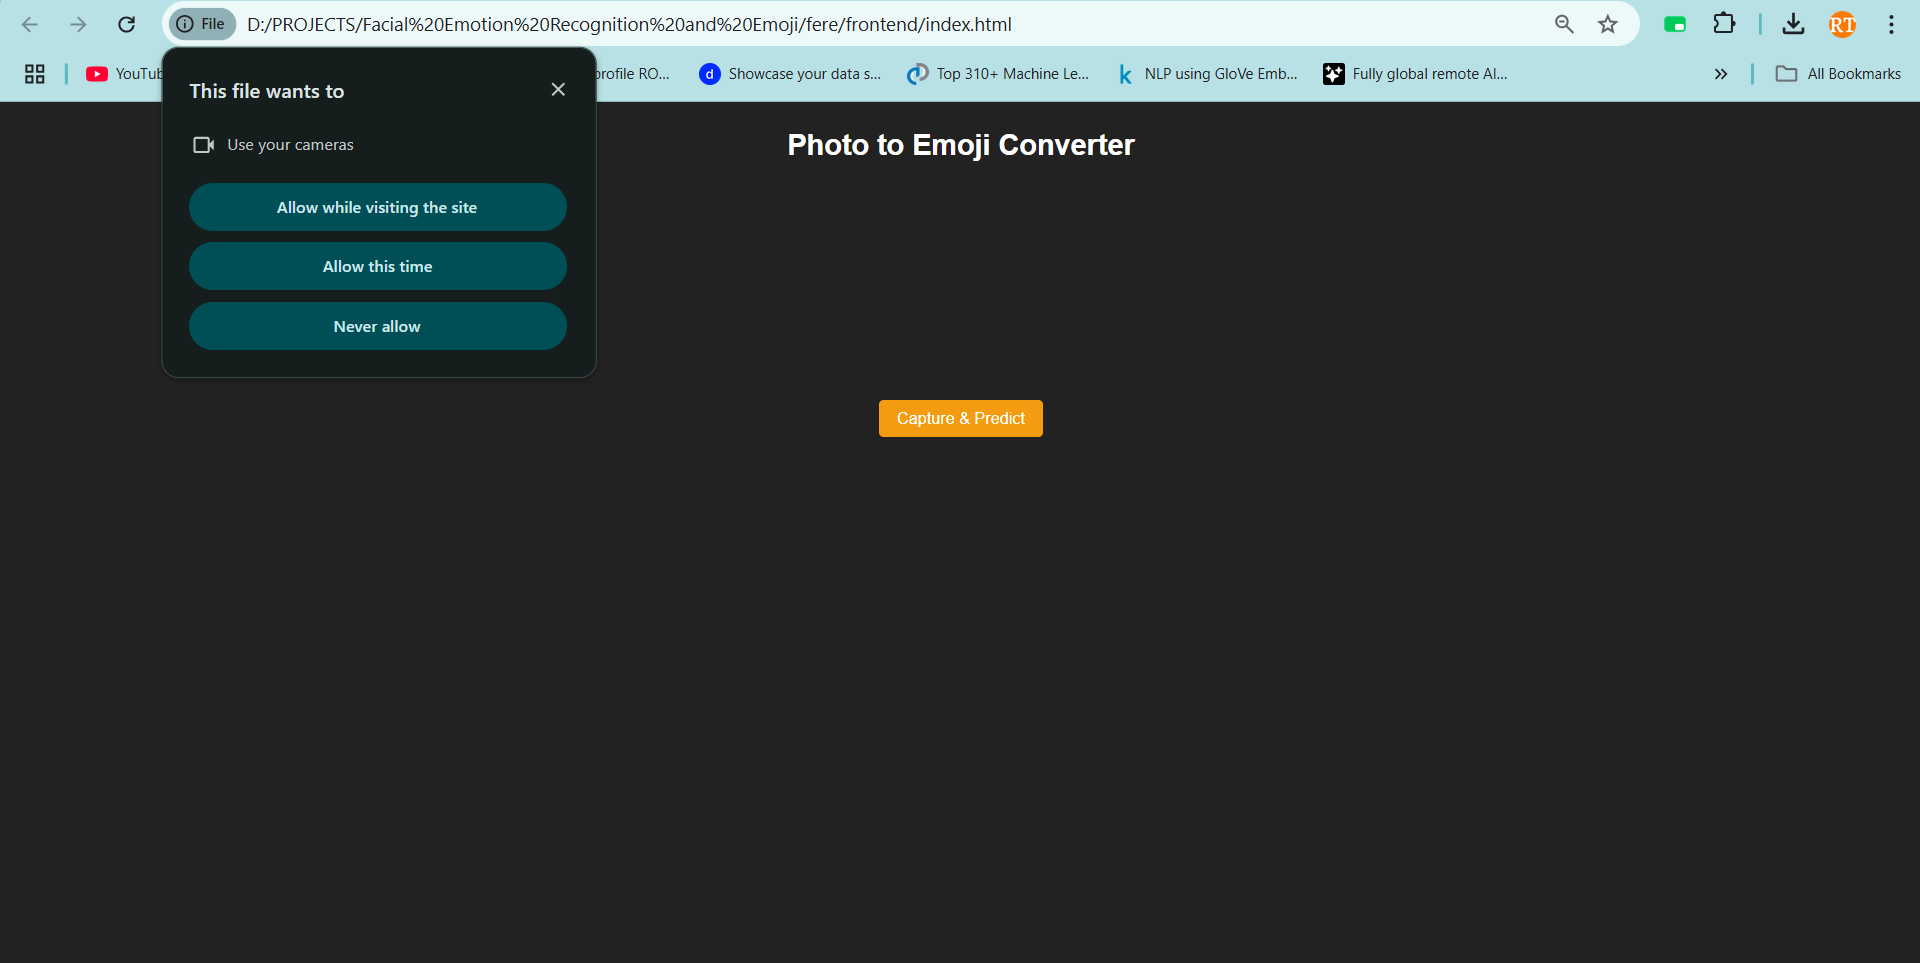 File D:/PROJECTS/Facial%20Emotion%20Recognition%20and%20Emoji/fere/frontend/index.html RT
YouTub profile RO... d Showcase your data s... Top 310+ Machine Le... k NLP using GloVe Emb... Fully global remote AI... » All Bookmarks
This file wants to
Use your cameras
Allow while visiting the site
Allow this time
Never allow
Photo to Emoji Converter
Capture & Predict